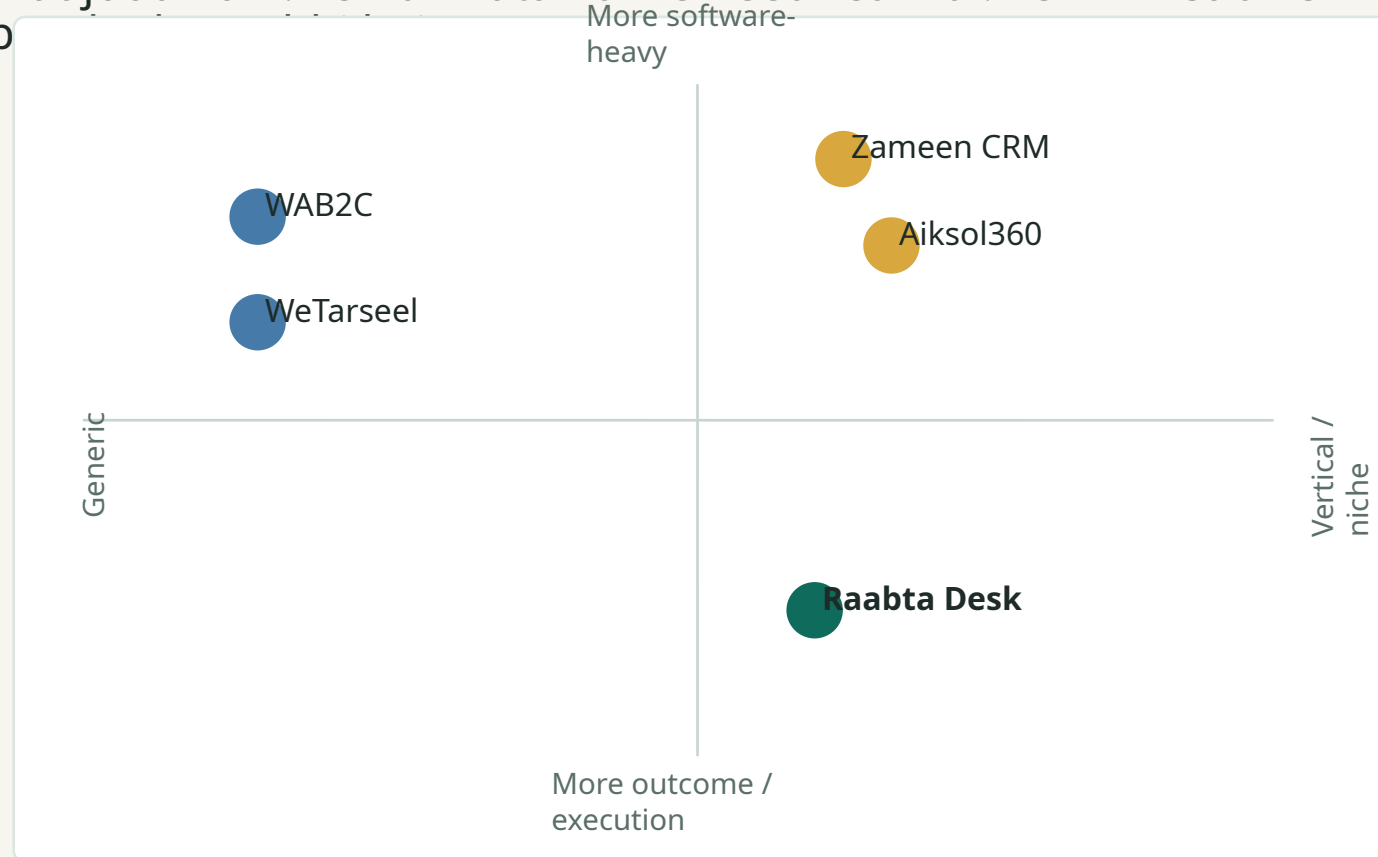 More software-
heavy
Zameen CRM
WAB2C
Aiksol360
WeTarseel
Generic
Vertical /
niche
Raabta Desk
More outcome /
execution